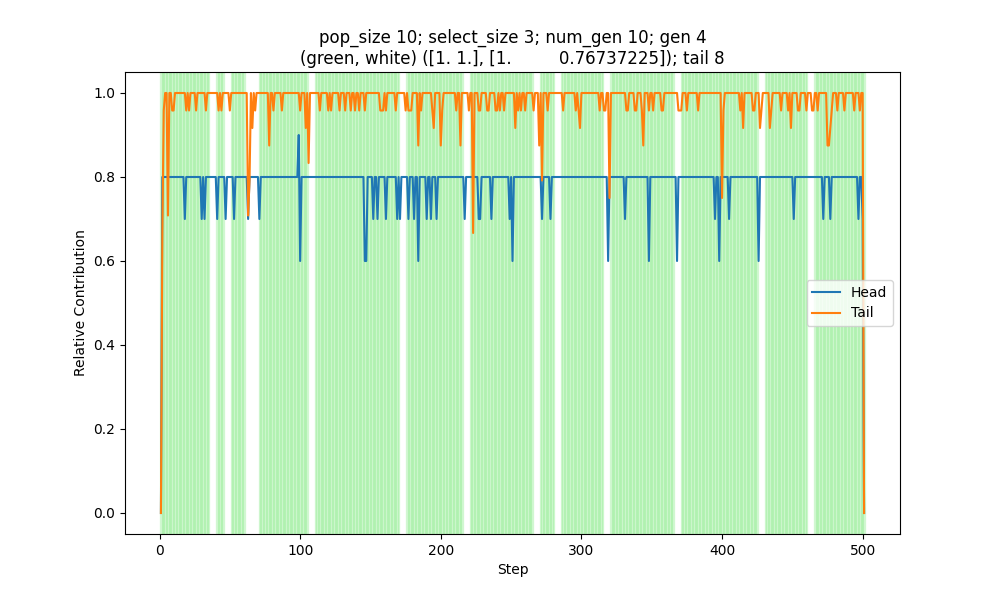 pop_size 10; select_size 3; num_gen 10; gen 4
(green, white) ([1. 1.], [1.         0.76737225]); tail 8
1.0
0.8
0.6
0.4
0.2
0.0
Relative Contribution
Head
Tail
0
100
200
300
400
500
Step